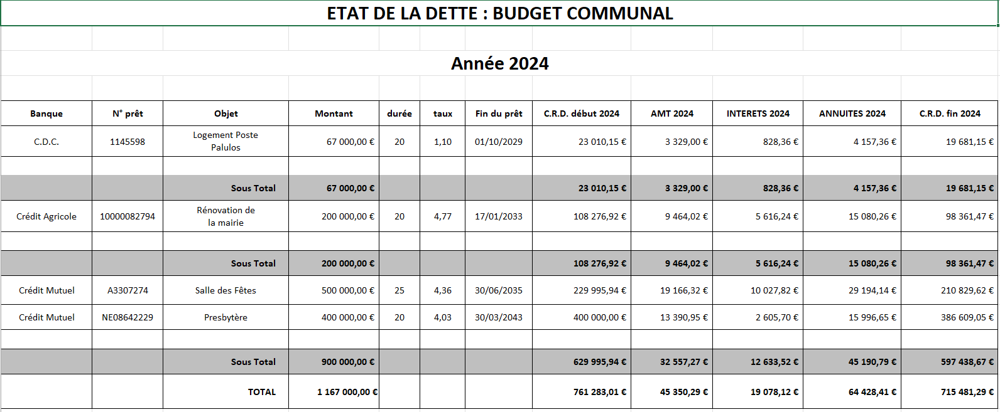 ETAT DE LA DETTE : BUDGET COMMUNAL
Année 2024
Banque N° prêt Objet Montant durée taux Fin du prêt C.R.D. début 2024 AMT 2024 INTERETS 2024 ANNUITES 2024 C.R.D. fin 2024
C.D.C. 1145598 Logement Poste Palulos 67 000,00 € 20 1,10 01/10/2029 23 010,15 € 3 329,00 € 828,36 € 4 157,36 € 19 681,15 €
Sous Total 67 000,00 € 23 010,15 € 3 329,00 € 828,36 € 4 157,36 € 19 681,15 €
Crédit Agricole 10000082794 Rénovation de la mairie 200 000,00 € 20 4,77 17/01/2033 108 276,92 € 9 464,02 € 5 616,24 € 15 080,26 € 98 361,47 €
Sous Total 200 000,00 € 108 276,92 € 9 464,02 € 5 616,24 € 15 080,26 € 98 361,47 €
Crédit Mutuel A3307274 Salle des Fêtes 500 000,00 € 25 4,36 30/06/2035 229 995,94 € 19 166,32 € 10 027,82 € 29 194,14 € 210 829,62 €
Crédit Mutuel NE08642229 Presbytère 400 000,00 € 20 4,03 30/03/2043 400 000,00 € 13 390,95 € 2 605,70 € 15 996,65 € 386 609,05 €
Sous Total 900 000,00 € 629 995,94 € 32 557,27 € 12 633,52 € 45 190,79 € 597 438,67 €
TOTAL 1 167 000,00 € 761 283,01 € 45 350,29 € 19 078,12 € 64 428,41 € 715 481,29 €